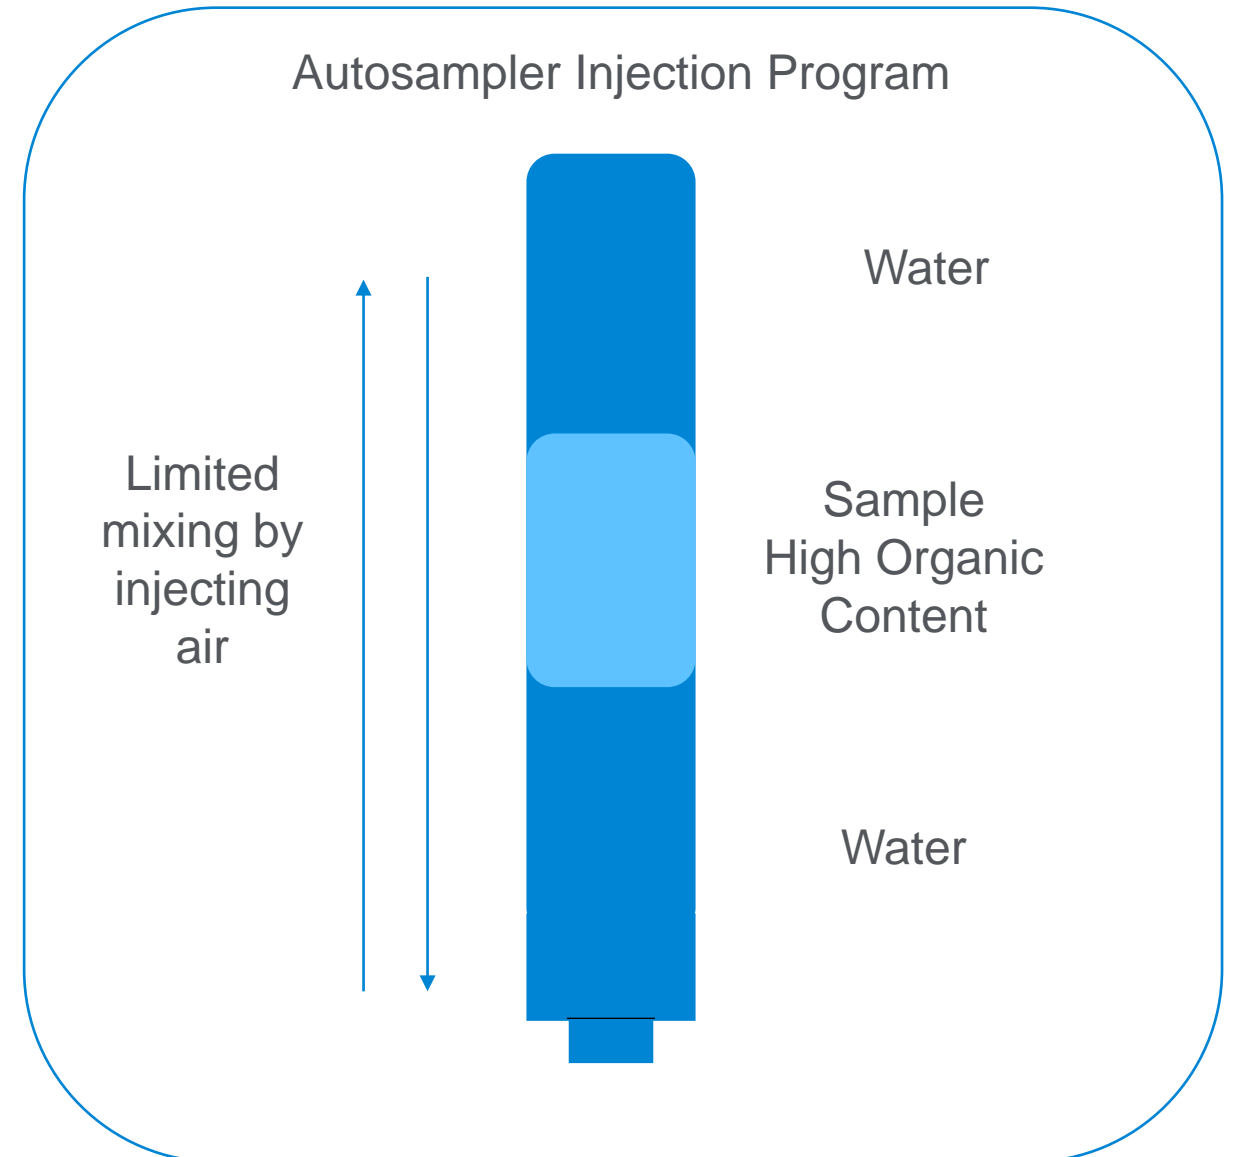 Autosampler Injection Program
Water
Limited
mixing by
injecting
air
Sample
High Organic
Content
Water